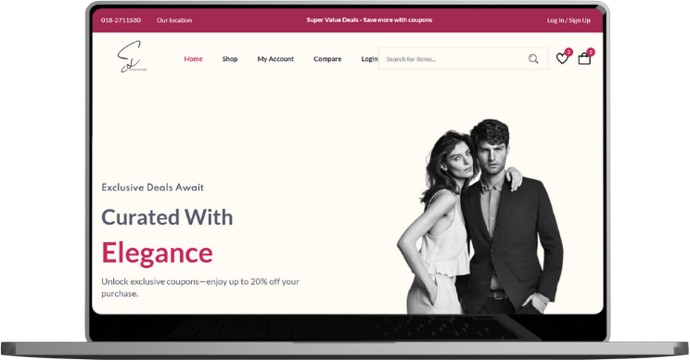 018-2711580 Our location Super Value Deals - Save more with coupons Log In / Sign Up
Home Shop My Account Compare Login Search for items... 3 3
Exclusive Deals Await
Curated With
Elegance
Unlock exclusive coupons—enjoy up to 20% off your
purchase.